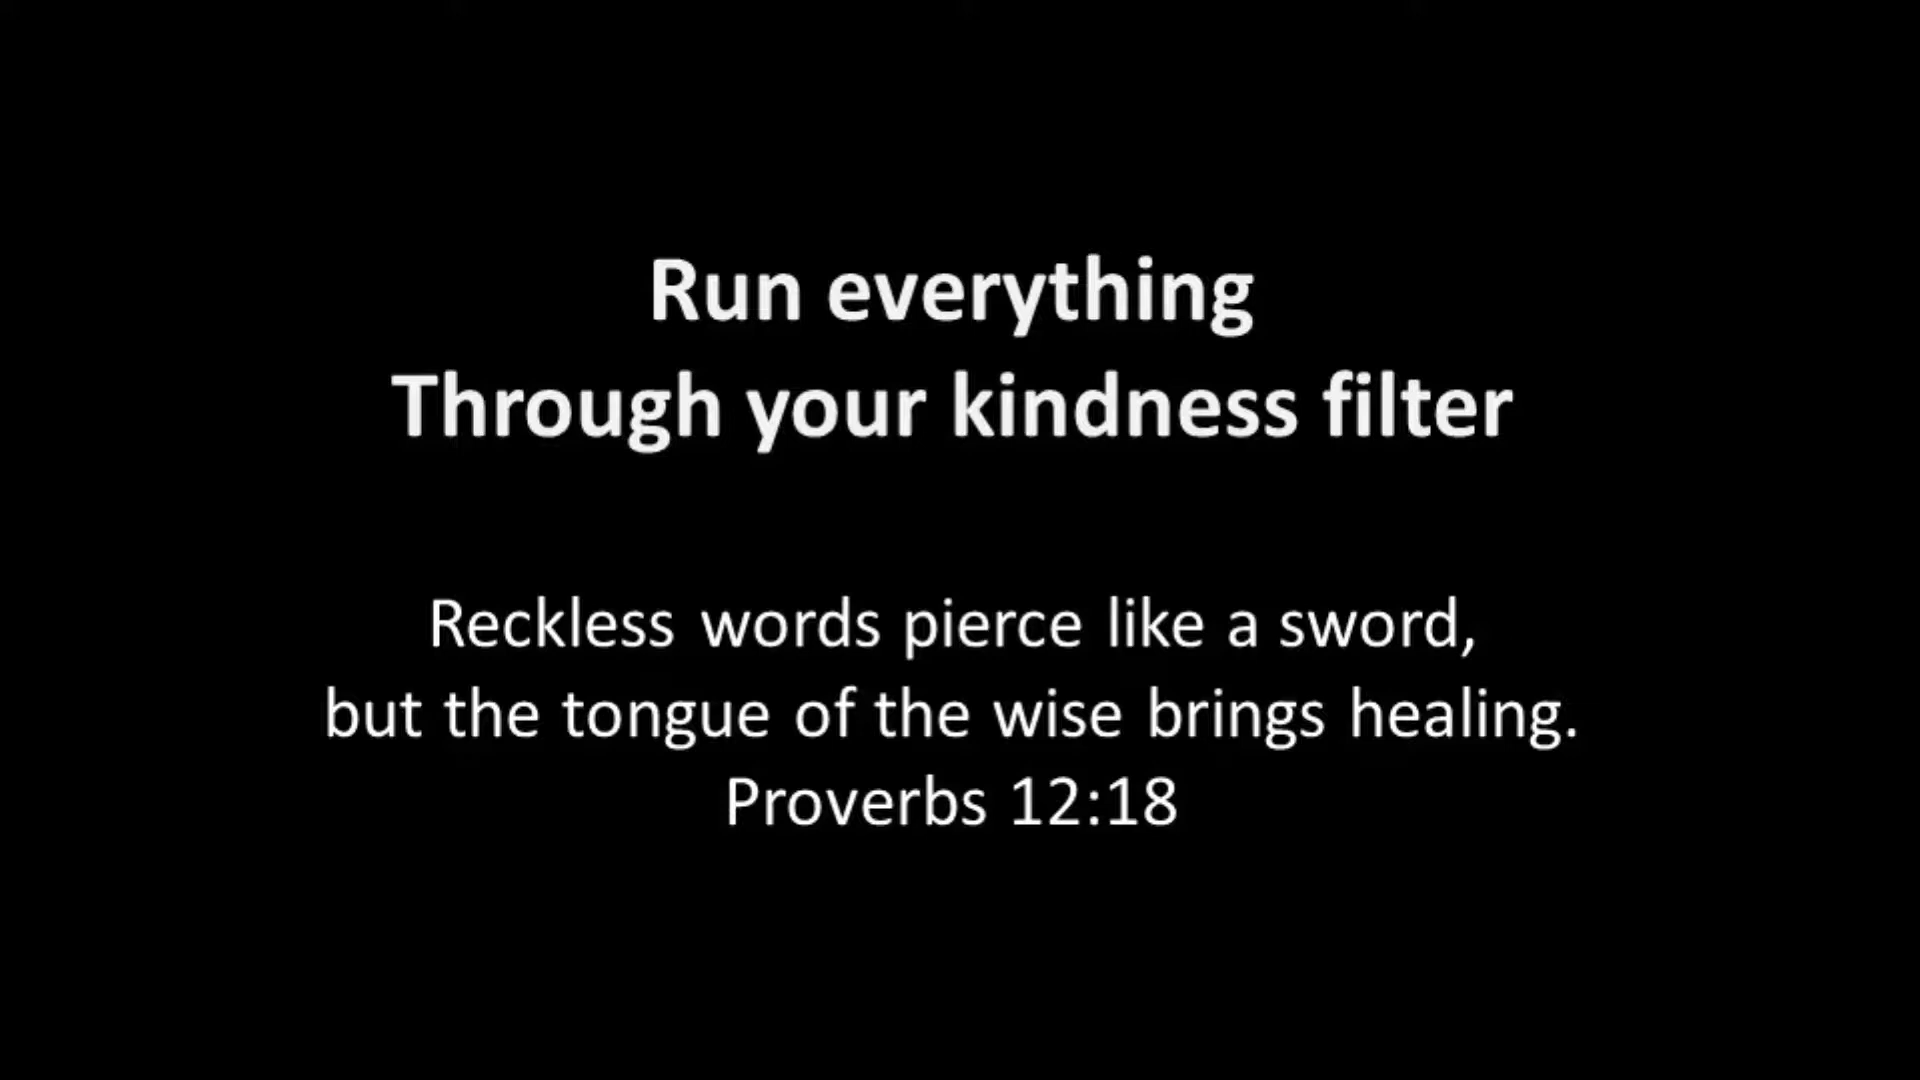 Run everything
Through your kindness filter
Reckless words pierce like a sword,
but the tongue of the wise brings healing.
Proverbs 12:18